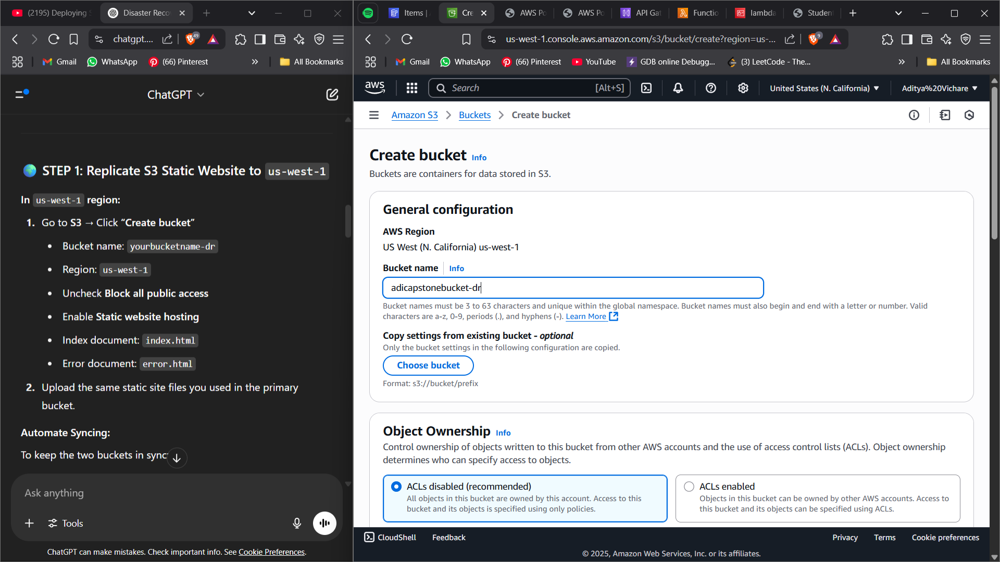 (2195) Deploying
Disaster Reco
chatgpt....
49
Gmail
WhatsApp
(66) Pinterest
All Bookmarks
ChatGPT
STEP 1: Replicate S3 Static Website to us-west-1
In us-west-1 region:
1. Go to S3 → Click “Create bucket”
• Bucket name: yourbucketname-dr
• Region: us-west-1
• Uncheck Block all public access
• Enable Static website hosting
• Index document: index.html
• Error document: error.html
2. Upload the same static site files you used in the primary
bucket.
Automate Syncing:
To keep the two buckets in sync:
Ask anything
Tools
ChatGPT can make mistakes. Check important info. See Cookie Preferences.
Items |
Cre
AWS Po
AWS Po
API Gat
Functio
lambda
Studen
us-west-1.console.aws.amazon.com/s3/bucket/create?region=us-...
9
Gmail
WhatsApp
(66) Pinterest
YouTube
GDB online Debugg...
(3) LeetCode - The...
All Bookmarks
aws
Search
[Alt+S]
United States (N. California)
Aditya%20Vichare
Amazon S3
Buckets
Create bucket
Create bucket Info
Buckets are containers for data stored in S3.
General configuration
AWS Region
US West (N. California) us-west-1
Bucket name
Info
adicapstonebucket-dr
Bucket names must be 3 to 63 characters and unique within the global namespace. Bucket names must also begin and end with a letter or number. Valid
characters are a-z, 0-9, periods (.), and hyphens (-). Learn More
Copy settings from existing bucket - optional
Only the bucket settings in the following configuration are copied.
Choose bucket
Format: s3://bucket/prefix
Object Ownership Info
Control ownership of objects written to this bucket from other AWS accounts and the use of access control lists (ACLs). Object ownership
determines who can specify access to objects.
ACLs disabled (recommended)
All objects in this bucket are owned by this account. Access to this
bucket and its objects is specified using only policies.
ACLs enabled
Objects in this bucket can be owned by other AWS accounts. Access to
this bucket and its objects can be specified using ACLs.
CloudShell
Feedback
Privacy
Terms
Cookie preferences
© 2025, Amazon Web Services, Inc. or its affiliates.